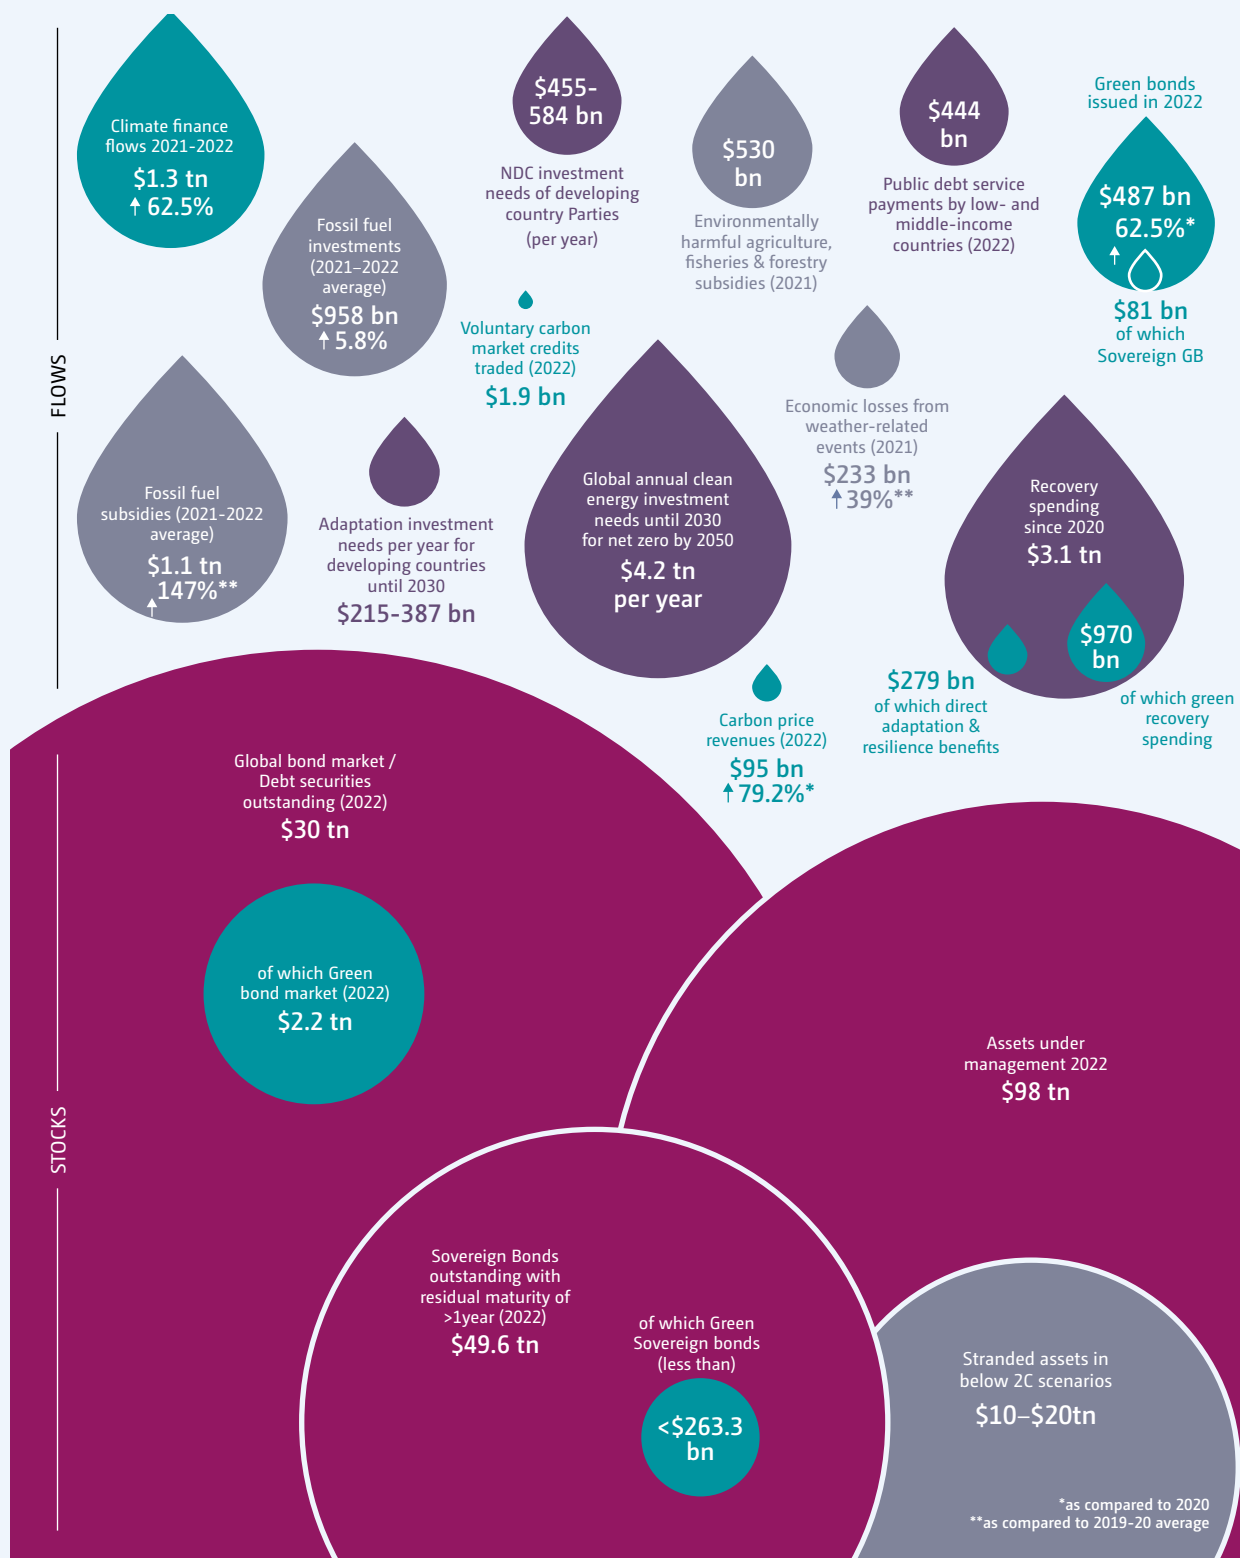 FLOWS
Climate finance
flows 2021-2022
$1.3 tn
↑ 62.5%
Fossil fuel
investments
(2021–2022
average)
$958 bn
↑ 5.8%
$455-
584 bn
NDC investment
needs of developing
country Parties
(per year)
$530
bn
Environmentally
harmful agriculture,
fisheries & forestry
subsidies (2021)
$444
bn
Public debt service
payments by low- and
middle-income
countries (2022)
Green bonds
issued in 2022
$487 bn
↑ 62.5%*
$81 bn
of which
Sovereign GB
Voluntary carbon
market credits
traded (2022)
$1.9 bn
Economic losses from
weather-related
events (2021)
$233 bn
↑ 39%**
Fossil fuel
subsidies (2021-2022
average)
$1.1 tn
↑ 147%**
Adaptation investment
needs per year for
developing countries
until 2030
$215-387 bn
Global annual clean
energy investment
needs until 2030
for net zero by 2050
$4.2 tn
per year
Recovery
spending
since 2020
$3.1 tn
$970
bn
of which green
recovery
spending
$279 bn
of which direct
adaptation &
resilience benefits
Carbon price
revenues (2022)
$95 bn
↑ 79.2%*
STOCKS
Global bond market /
Debt securities
outstanding (2022)
$30 tn
of which Green
bond market (2022)
$2.2 tn
Assets under
management 2022
$98 tn
Sovereign Bonds
outstanding with
residual maturity of
>1year (2022)
$49.6 tn
of which Green
Sovereign bonds
(less than)
<$263.3
bn
Stranded assets in
below 2C scenarios
$10–$20tn
*as compared to 2020
**as compared to 2019-20 average